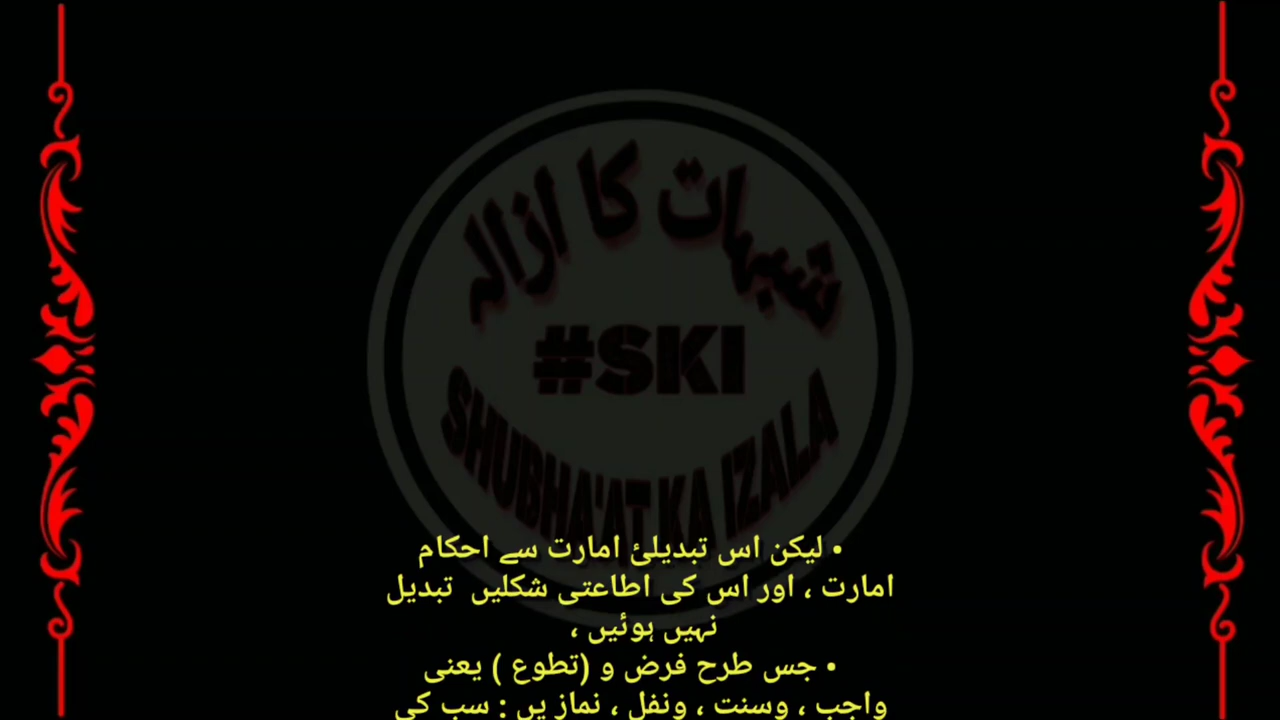 شبہات کا ازالہ
#SKI
SHUBHA'AT KA IZALA
• لیکن اس تبدیلئ امارت سے احکام
امارت ، اور اس کی اطاعتی شکلیں تبدیل
نہیں ہوئیں ،
• جس طرح فرض و (تطوع ) یعنی
واجب ، وسنت ، ونفل ، نماز یں : سب کی